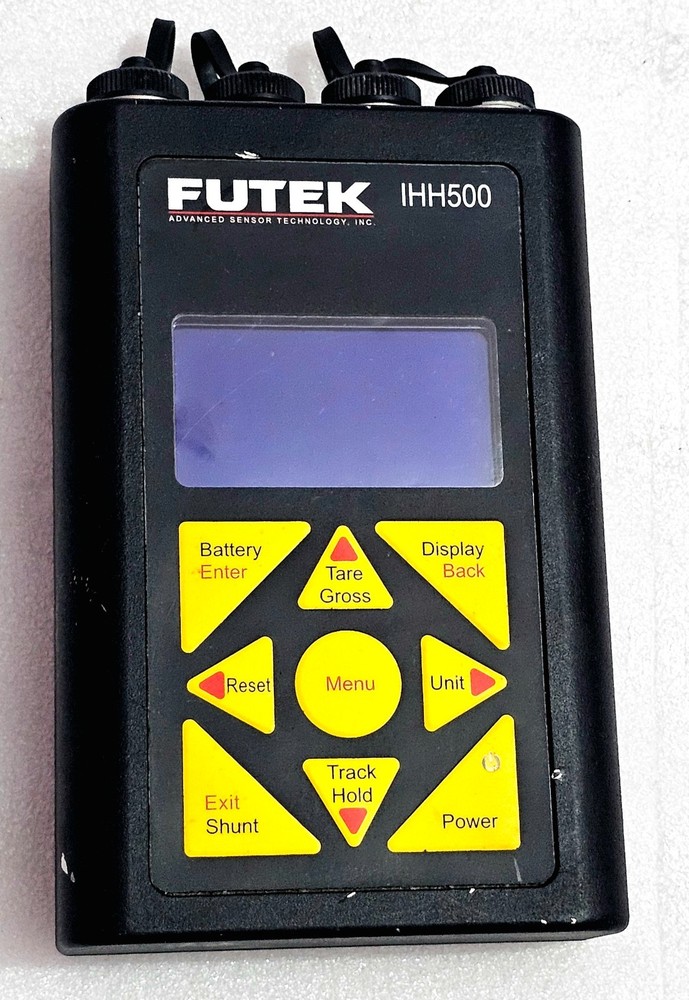 FUTEK
ADVANCED SENSOR TECHNOLOGY, INC.
IHH500
Battery
Enter
Tare
Gross
Display
Back
Reset
Menu
Unit
Exit
Shunt
Track
Hold
Power